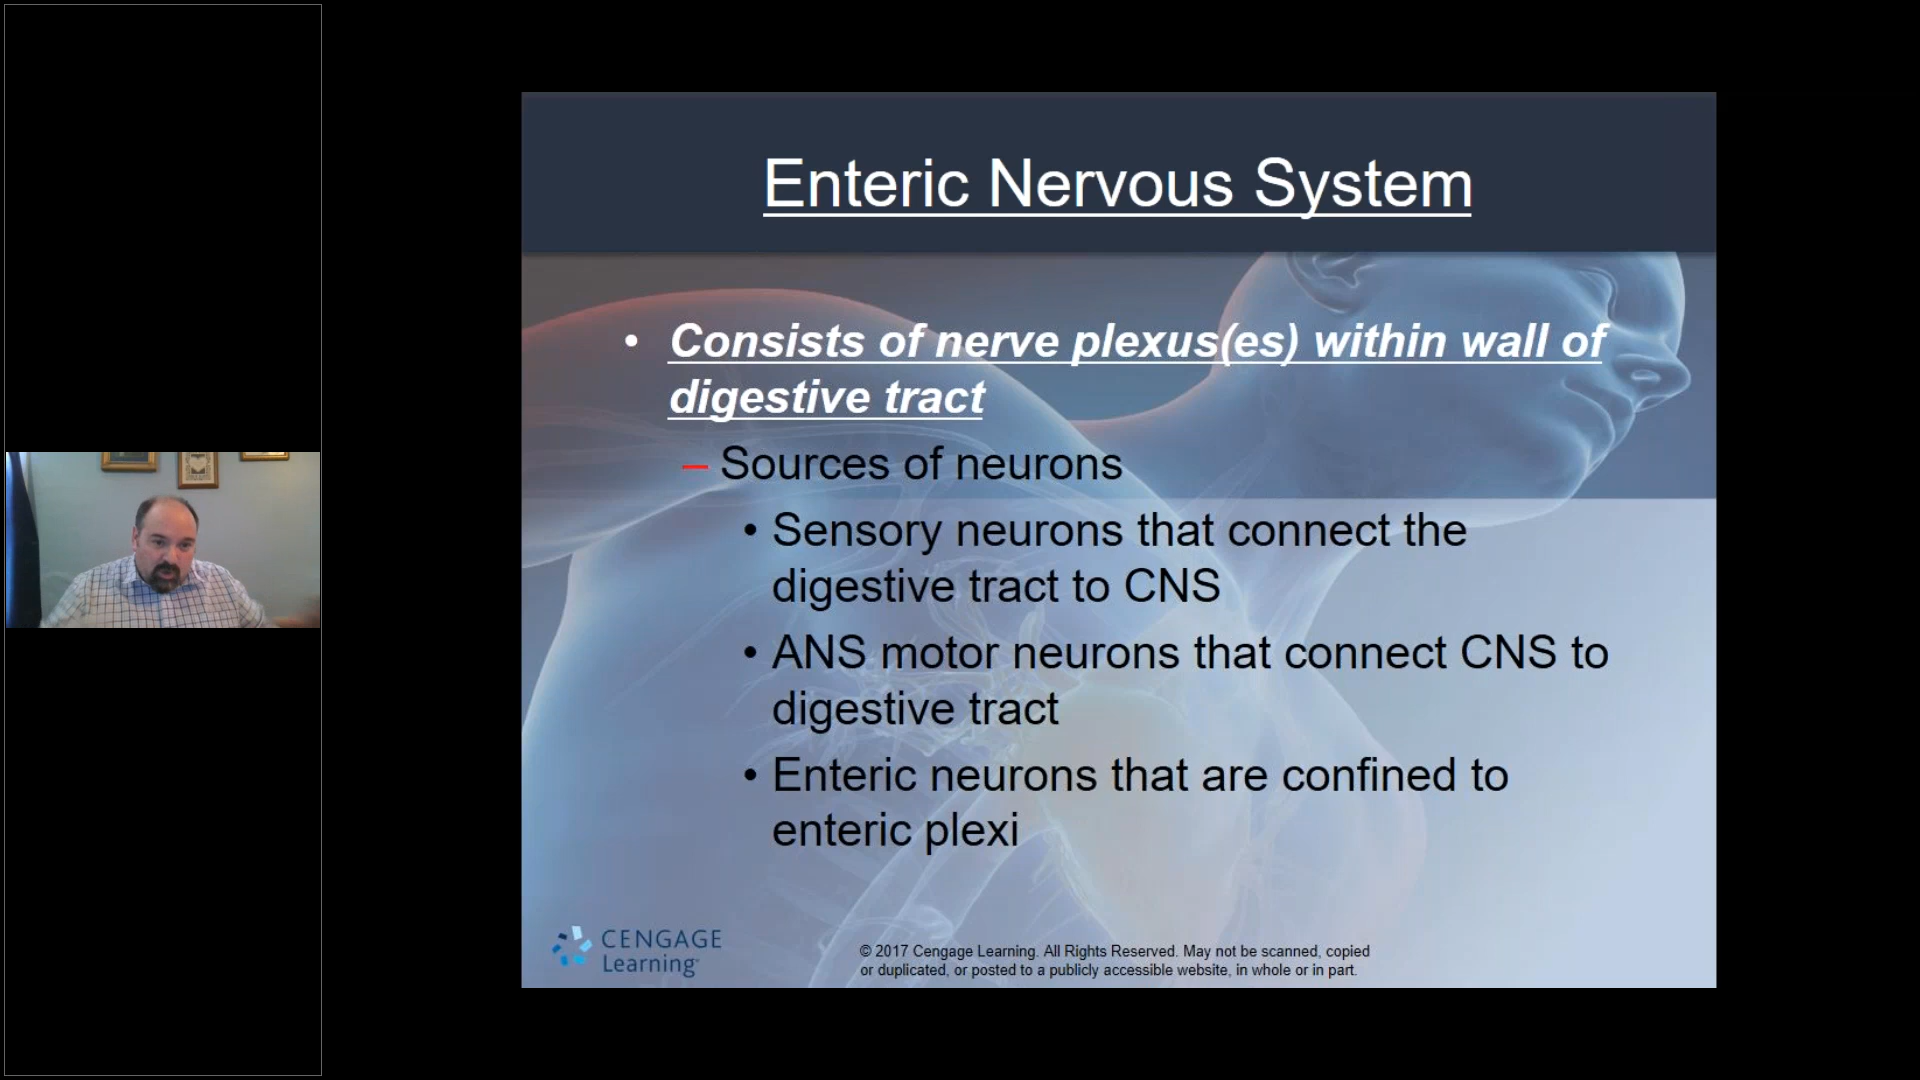 Enteric Nervous System
• Consists of nerve plexus(es) within wall of
digestive tract
– Sources of neurons
• Sensory neurons that connect the
digestive tract to CNS
• ANS motor neurons that connect CNS to
digestive tract
• Enteric neurons that are confined to
enteric plexi
CENGAGE
Learning
© 2017 Cengage Learning. All Rights Reserved. May not be scanned, copied
or duplicated, or posted to a publicly accessible website, in whole or in part.